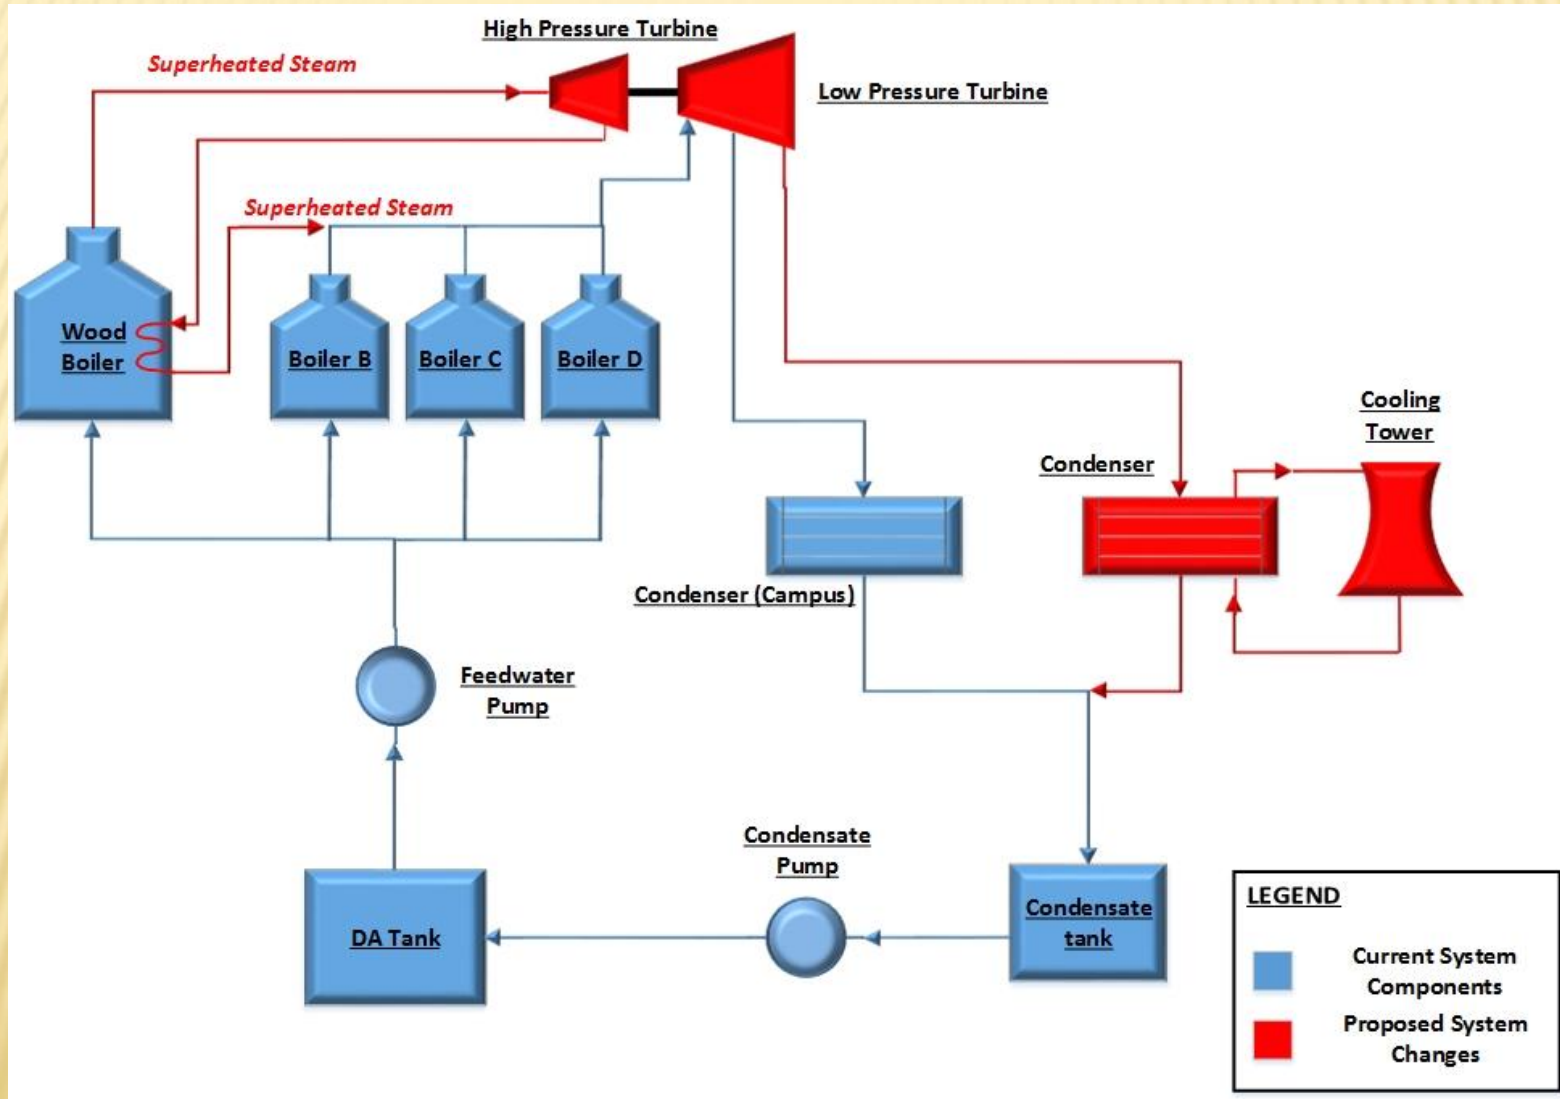 High Pressure Turbine
Superheated Steam
Low Pressure Turbine
Superheated Steam
Wood
Boiler
Boiler B
Boiler C
Boiler D
Cooling
Tower
Condenser
Condenser (Campus)
Feedwater
Pump
Condensate
Pump
DA Tank
Condensate
tank
LEGEND
Current System
Components
Proposed System
Changes